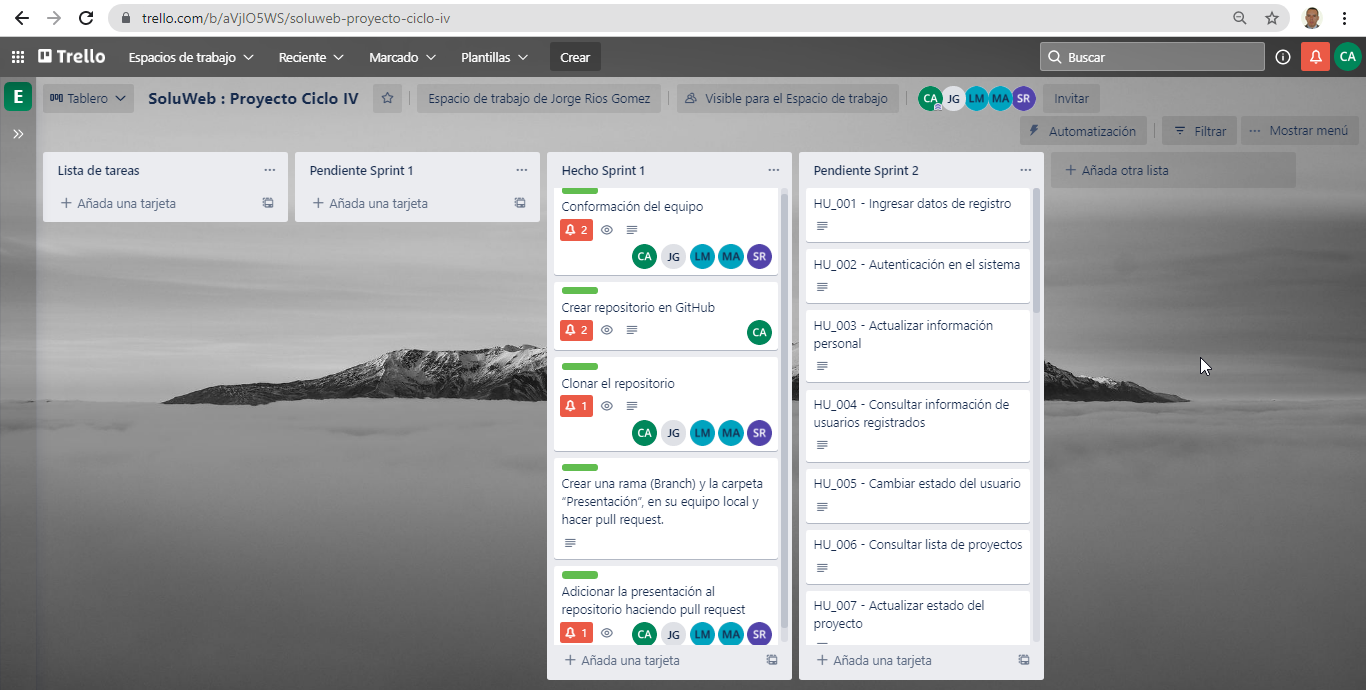 trello.com/b/aVjIO5WS/soluweb-proyecto-ciclo-iv
Trello
Espacios de trabajo
Reciente
Marcado
Plantillas
Crear
Buscar
CA
E
Tablero
SoluWeb : Proyecto Ciclo IV
Espacio de trabajo de Jorge Rios Gomez
Visible para el Espacio de trabajo
CA JG LM MA SR
Invitar
Automatización
Filtrar
... Mostrar menú
Lista de tareas ...
+ Añada una tarjeta
Pendiente Sprint 1 ...
+ Añada una tarjeta
Hecho Sprint 1 ...
Conformación del equipo
2
CA JG LM MA SR
Crear repositorio en GitHub
2
CA
Clonar el repositorio
1
CA JG LM MA SR
Crear una rama (Branch) y la carpeta
“Presentación”, en su equipo local y
hacer pull request.
Adicionar la presentación al
repositorio haciendo pull request
1
CA JG LM MA SR
+ Añada una tarjeta
Pendiente Sprint 2 ...
HU_001 - Ingresar datos de registro
HU_002 - Autenticación en el sistema
HU_003 - Actualizar información
personal
HU_004 - Consultar información de
usuarios registrados
HU_005 - Cambiar estado del usuario
HU_006 - Consultar lista de proyectos
HU_007 - Actualizar estado del
proyecto
+ Añada una tarjeta
+ Añada otra lista